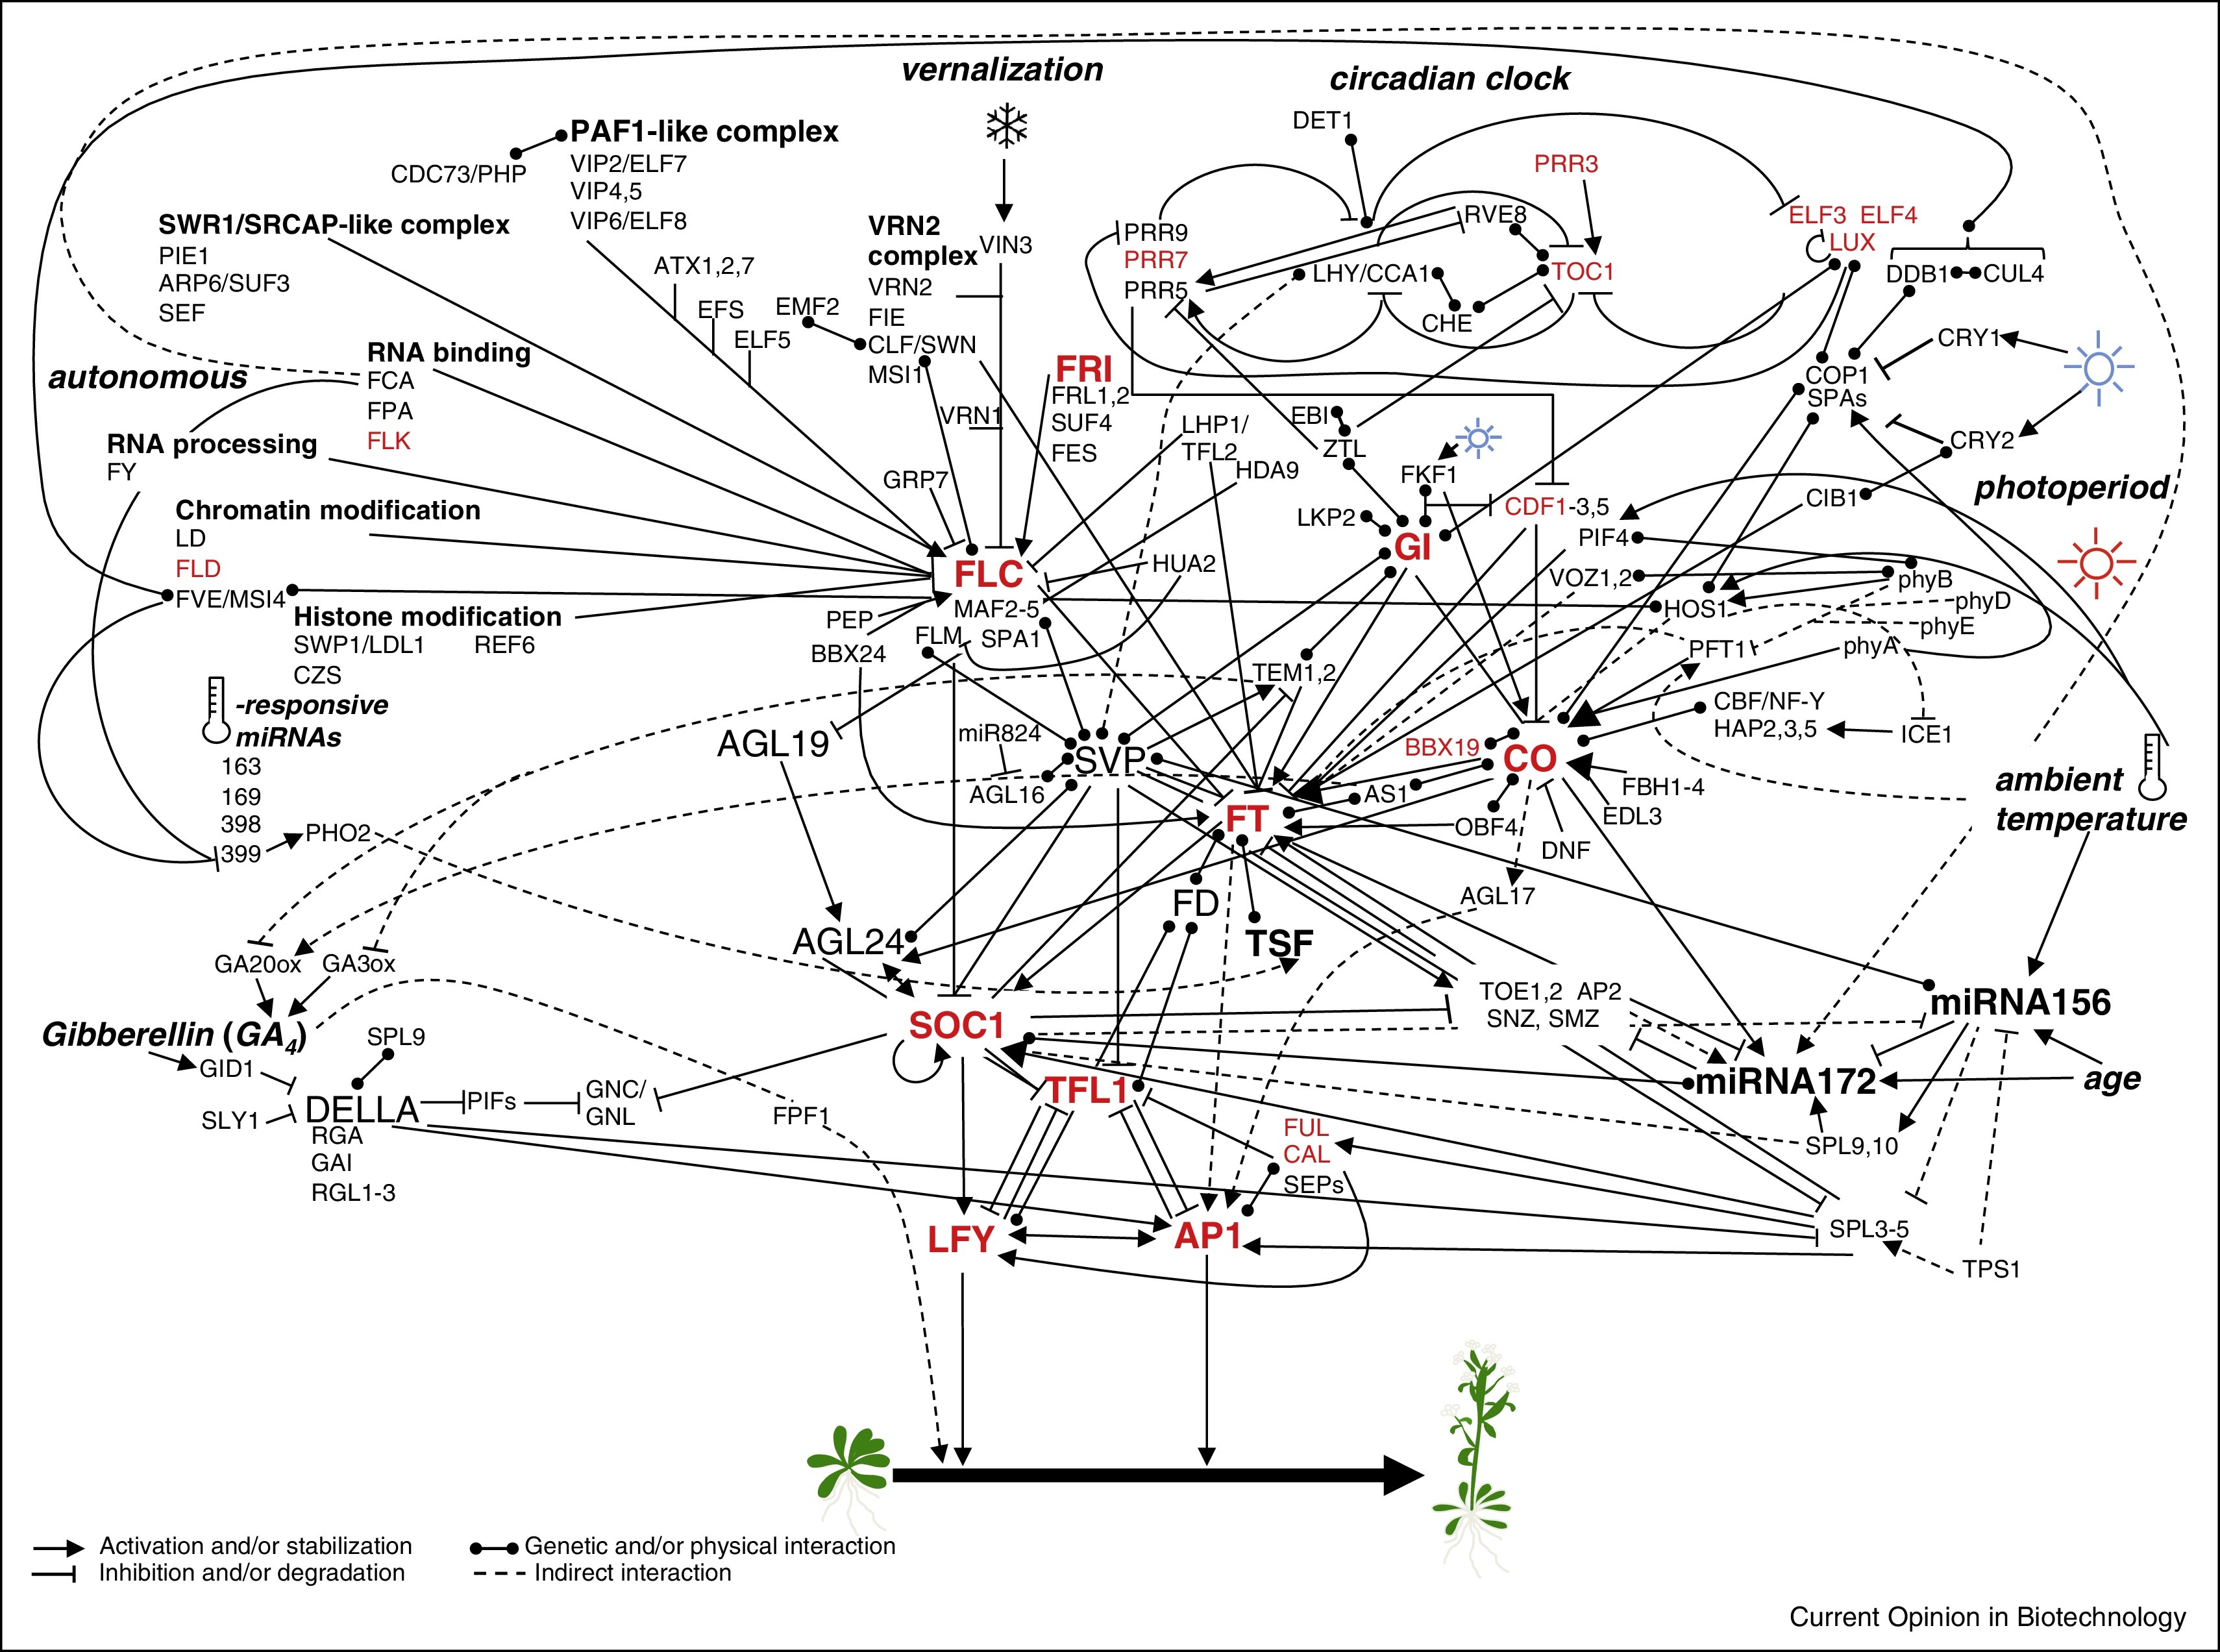 vernalization
circadian clock
DET1
PAF1-like complex
CDC73/PHP
VIP2/ELF7
VIP4,5
VIP6/ELF8
PRR3
SWR1/SRCAP-like complex
PIE1
ARP6/SUF3
SEF
VRN2
complex
VRN2
FIE
CLF/SWN
MSI1
VIN3
PRR9
PRR7
PRR5
RVE8
ELF3 ELF4
LUX
ATX1,2,7
EFS
ELF5
EMF2
LHY/CCA1
TOC1
CHE
DDB1
CUL4
CRY1
autonomous
RNA binding
FCA
FPA
FLK
FRI
FRL1,2
SUF4
FES
COP1
SPAs
RNA processing
FY
VRN1
LHP1/
TFL2
HDA9
EBI
ZTL
FKF1
CRY2
GRP7
LKP2
CDF1-3,5
CIB1
photoperiod
Chromatin modification
LD
FLD
FVE/MSI4
GI
PIF4
FLC
MAF2-5
FLM
SPA1
HUA2
VOZ1,2
phyB
HOS1
phyD
phyE
Histone modification
SWP1/LDL1
REF6
CZS
PEP
BBX24
PFT1
phyA
TEM1,2
-responsive
miRNAs
163
169
398
399
PHO2
AGL19
miR824
SVP
AGL16
BBX19
CO
CBF/NF-Y
HAP2,3,5
ICE1
FBH1-4
EDL3
AS1
OBF4
DNF
ambient
temperature
FT
AGL17
FD
TSF
AGL24
GA20ox
GA3ox
TOE1,2 AP2
SNZ, SMZ
miRNA156
Gibberellin (GA4)
SPL9
GID1
SLY1
SOC1
TFL1
miRNA172
age
DELLA
RGA
GAI
RGL1-3
PIFs
GNC/
GNL
FPF1
FUL
CAL
SEPs
SPL9,10
LFY
AP1
SPL3-5
TPS1
Activation and/or stabilization
Inhibition and/or degradation
Genetic and/or physical interaction
Indirect interaction
Current Opinion in Biotechnology